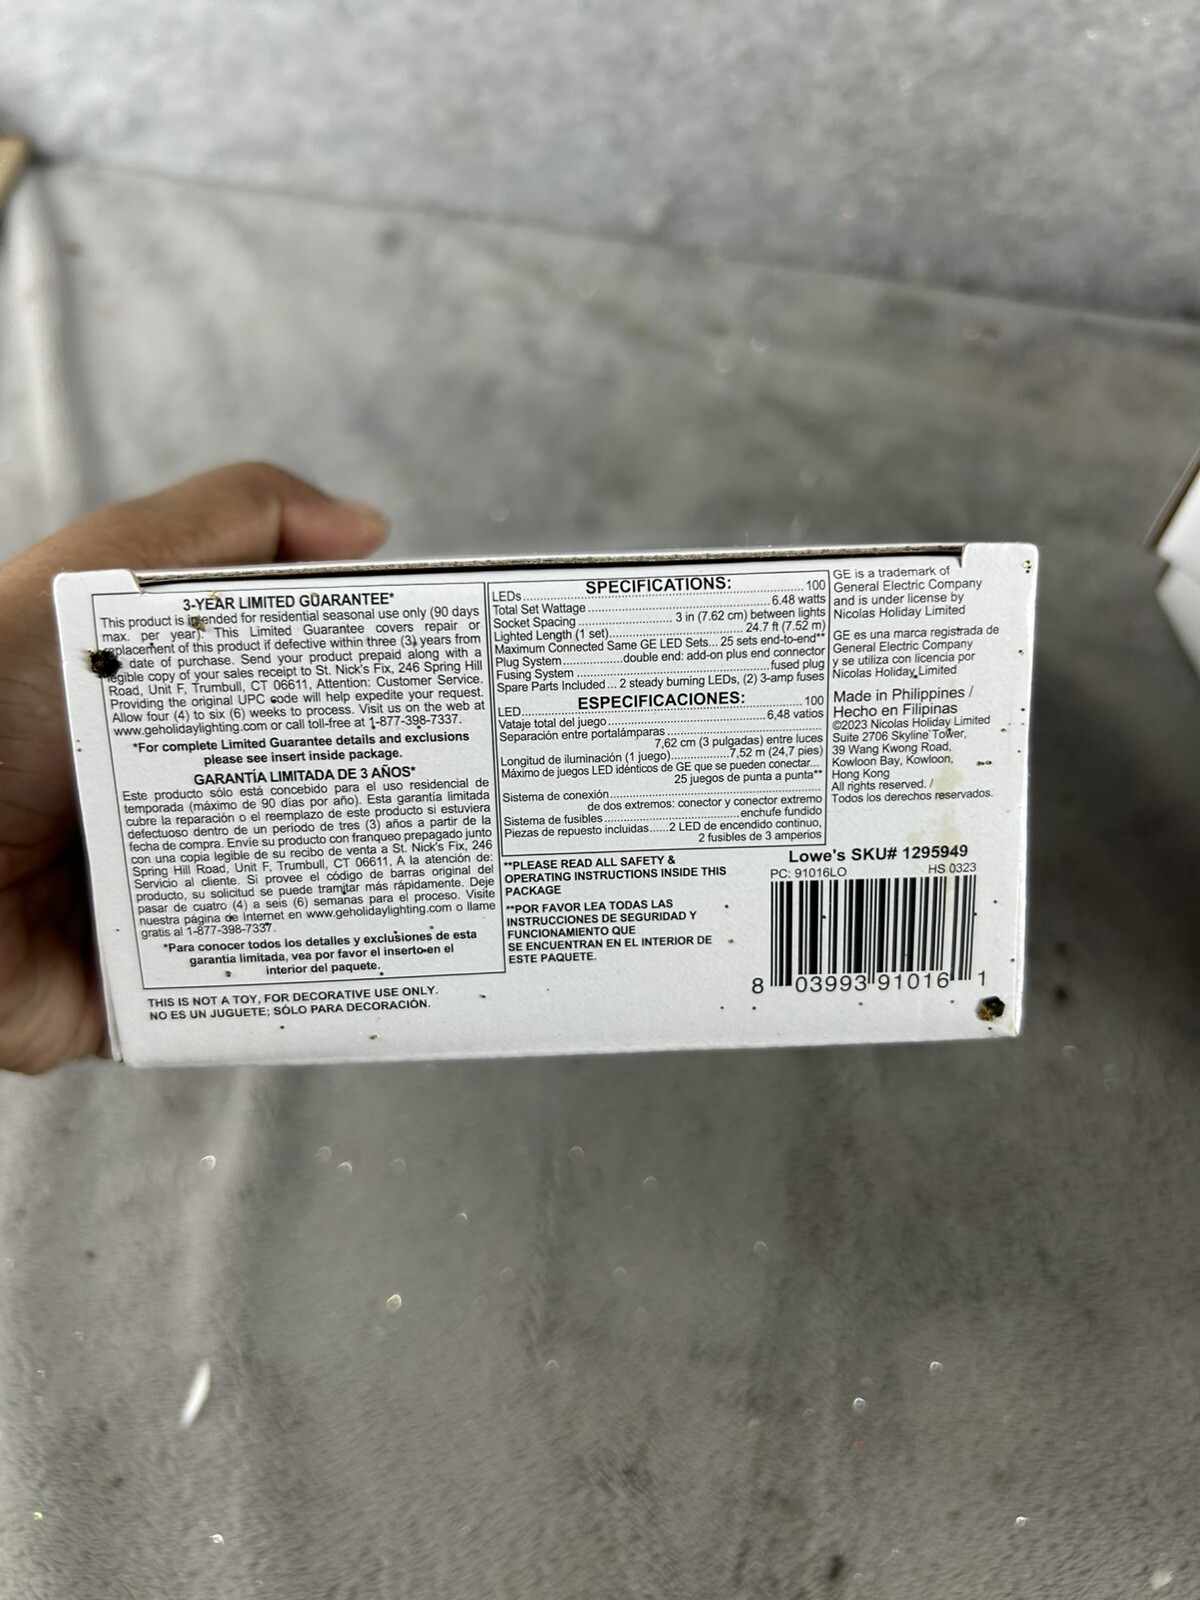 3-YEAR LIMITED GUARANTEE*
This product is intended for residential seasonal use only (90 days
max. per year). This Limited Guarantee covers repair or
replacement of this product if defective within three (3) years from
date of purchase. Send your product prepaid along with a
legible copy of your sales receipt to St. Nick's Fix, 246 Spring Hill
Road, Unit F, Trumbull, CT 06611, Attention: Customer Service.
Providing the original UPC code will help expedite your request.
Allow four (4) to six (6) weeks to process. Visit us on the web at
www.geholidaylighting.com or call toll-free at 1-877-398-7337.
*For complete Limited Guarantee details and exclusions
please see insert inside package.
GARANTÍA LIMITADA DE 3 AÑOS*
Este producto sólo está concebido para el uso residencial de
temporada (máximo de 90 días por año). Esta garantía limitada
cubre la reparación o el reemplazo de este producto si estuviera
defectuoso dentro de un período de tres (3) años a partir de la
fecha de compra. Envíe su producto con franqueo prepagado junto
con una copia legible de su recibo de venta a St. Nick's Fix, 246
Spring Hill Road, Unit F, Trumbull, CT 06611, A la atención de:
Servicio al cliente. Si provee el código de barras original del
producto, su solicitud se puede tramitar más rápidamente. Deje
pasar de cuatro (4) a seis (6) semanas para el proceso. Visite
nuestra página de Internet en www.geholidaylighting.com o llame
gratis al 1-877-398-7337.
*Para conocer todos los detalles y exclusiones de esta
garantía limitada, vea por favor el inserto en el
interior del paquete.
THIS IS NOT A TOY, FOR DECORATIVE USE ONLY.
NO ES UN JUGUETE; SÓLO PARA DECORACIÓN.
SPECIFICATIONS:
LEDs 100
Total Set Wattage 6.48 watts
Socket Spacing 3 in (7.62 cm) between lights
Lighted Length (1 set) 24.7 ft (7.52 m)
Maximum Connected Same GE LED Sets... 25 sets end-to-end**
Plug System double end: add-on plus end connector
Fusing System fused plug
Spare Parts Included ... 2 steady burning LEDs, (2) 3-amp fuses
ESPECIFICACIONES:
LED 100
Vataje total del juego 6,48 vatios
Separación entre portalámparas
7,62 cm (3 pulgadas) entre luces
Longitud de iluminación (1 juego) 7,52 m (24,7 pies)
Máximo de juegos LED idénticos de GE que se pueden conectar...
25 juegos de punta a punta**
Sistema de conexión
de dos extremos: conector y conector extremo
Sistema de fusibles enchufe fundido
Piezas de repuesto incluidas......2 LED de encendido continuo,
2 fusibles de 3 amperios
**PLEASE READ ALL SAFETY &
OPERATING INSTRUCTIONS INSIDE THIS
PACKAGE
**POR FAVOR LEA TODAS LAS
INSTRUCCIONES DE SEGURIDAD Y
FUNCIONAMIENTO QUE
SE ENCUENTRAN EN EL INTERIOR DE
ESTE PAQUETE.
GE is a trademark of
General Electric Company
and is under license by
Nicolas Holiday Limited
GE es una marca registrada de
General Electric Company
y se utiliza con licencia por
Nicolas Holiday Limited
Made in Philippines /
Hecho en Filipinas
©2023 Nicolas Holiday Limited
Suite 2706 Skyline Tower,
39 Wang Kwong Road,
Kowloon Bay, Kowloon,
Hong Kong
All rights reserved. /
Todos los derechos reservados.
Lowe's SKU# 1295949
PC: 91016LO HS 0323
8 03993 91016 1